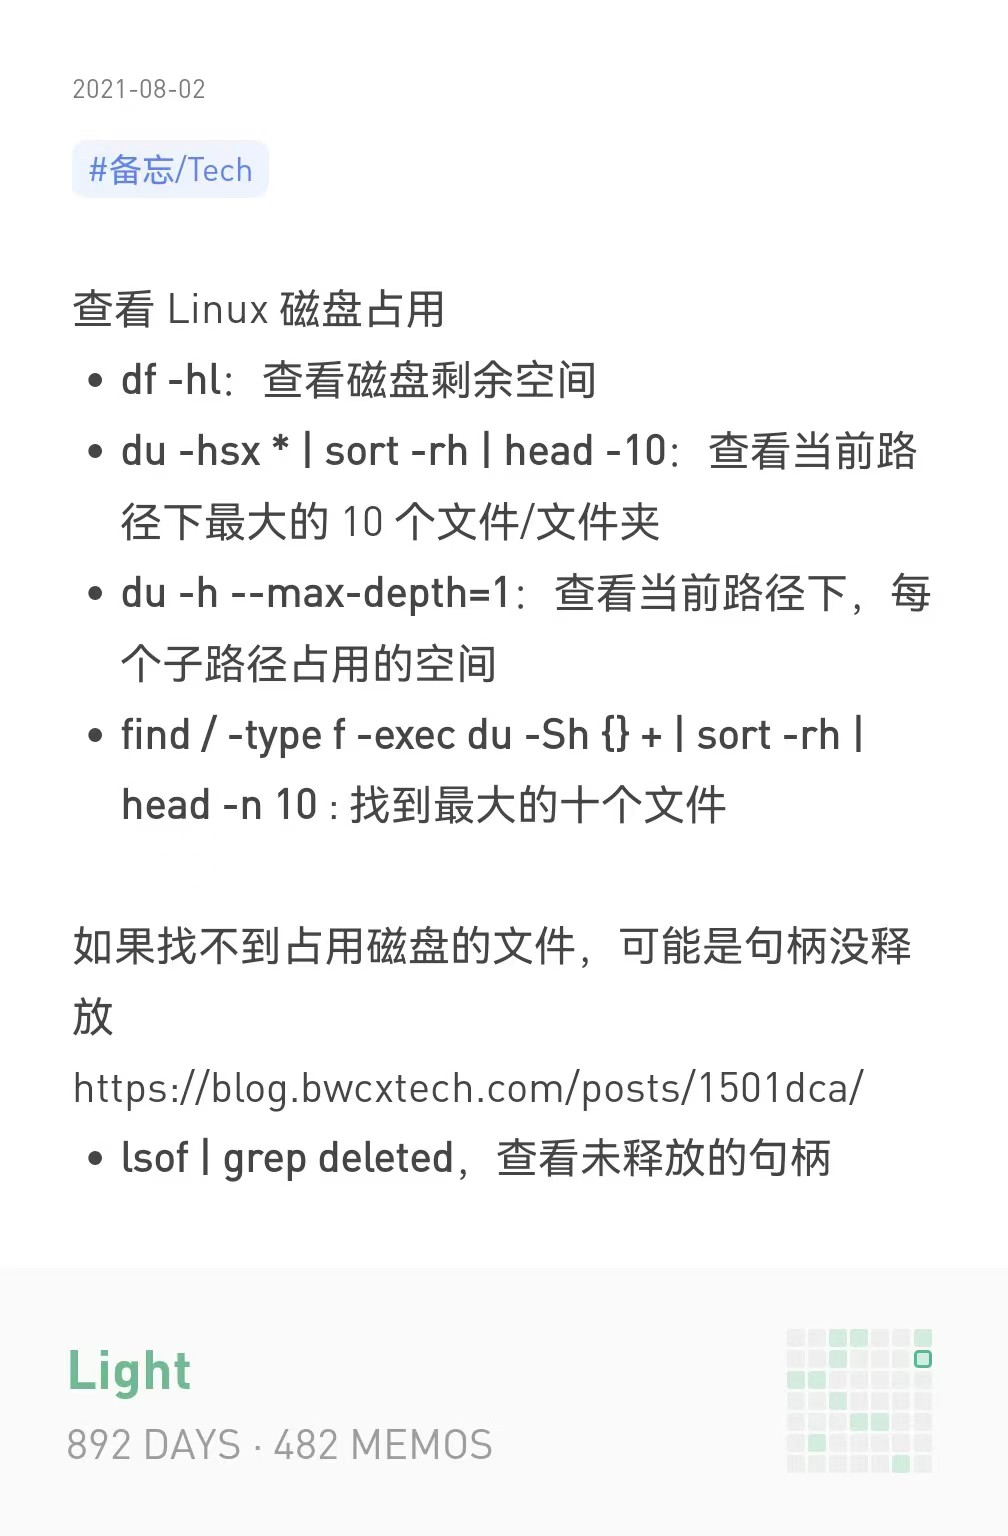 2021-08-02
#备忘/Tech
查看 Linux 磁盘占用
• df -hl：查看磁盘剩余空间
• du -hsx * | sort -rh | head -10：查看当前路
径下最大的 10 个文件/文件夹
• du -h --max-depth=1：查看当前路径下，每
个子路径占用的空间
• find / -type f -exec du -Sh {} + | sort -rh |
head -n 10 : 找到最大的十个文件
如果找不到占用磁盘的文件，可能是句柄没释
放
https://blog.bwcxtech.com/posts/1501dca/
• lsof | grep deleted，查看未释放的句柄
Light
892 DAYS · 482 MEMOS